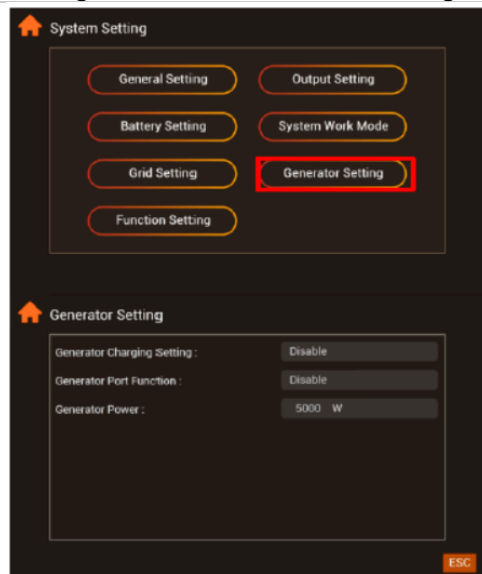 System Setting
General Setting
Output Setting
Battery Setting
System Work Mode
Grid Setting
Generator Setting
Function Setting
Generator Setting
Generator Charging Setting :
Disable
Generator Port Function :
Disable
Generator Power :
5000 W
ESC